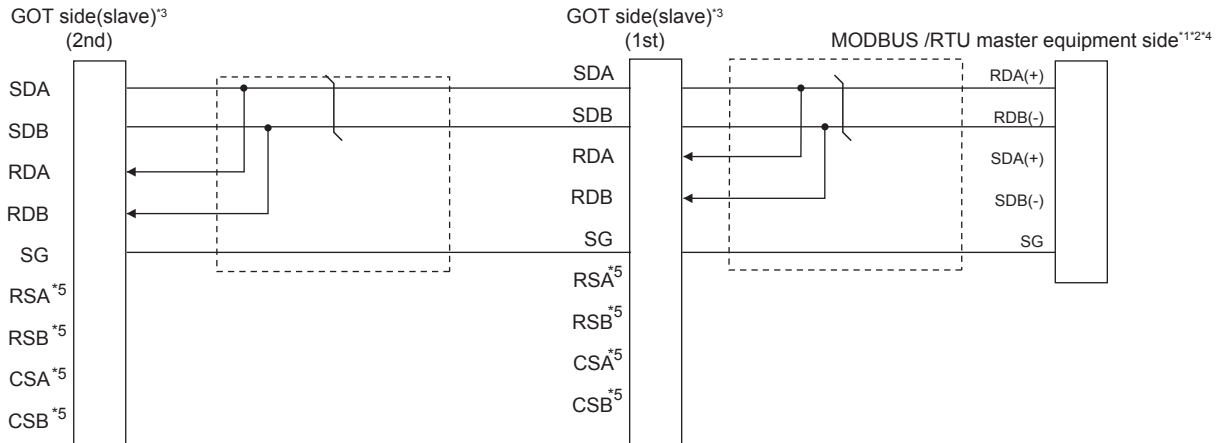 GOT side(slave)*3
(2nd)
SDA
SDB
RDA
RDB
SG
RSA*5
RSB*5
CSA*5
CSB*5
GOT side(slave)*3
(1st)
SDA
SDB
RDA
RDB
SG
RSA*5
RSB*5
CSA*5
CSB*5
MODBUS /RTU master equipment side*1*2*4
RDA(+)
RDB(-)
SDA(+)
SDB(-)
SG